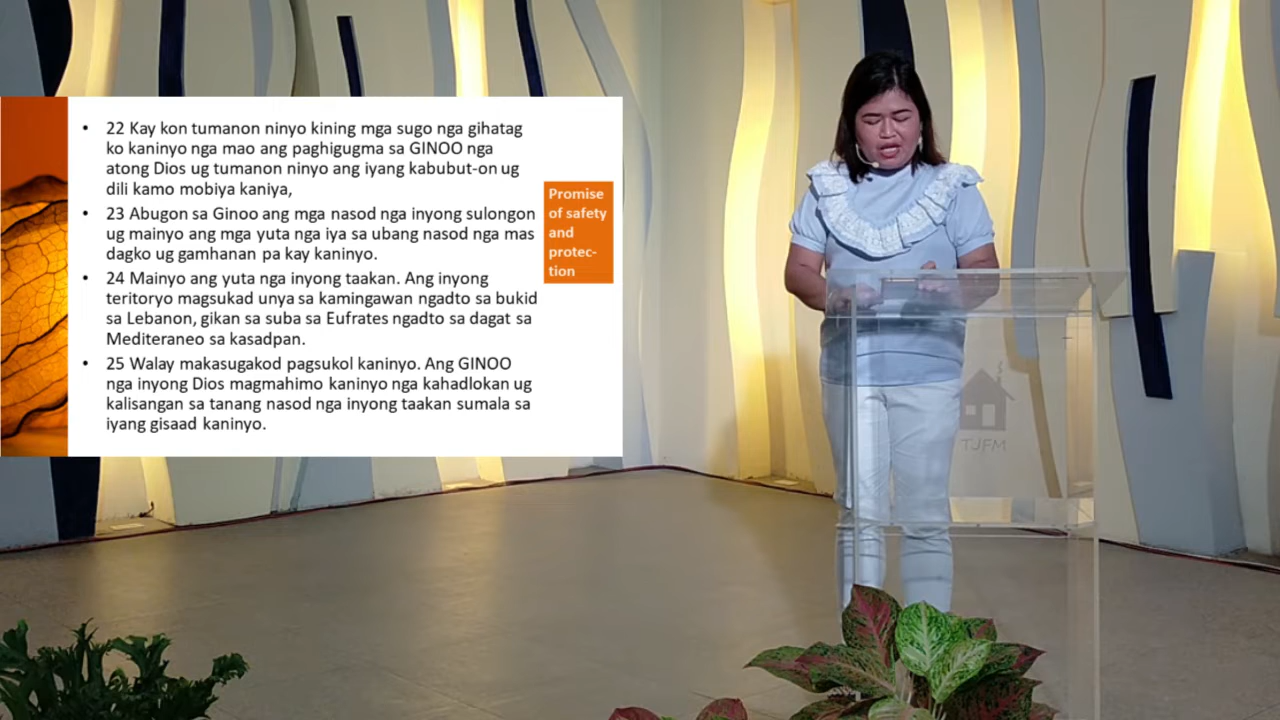 22 Kay kon tumanon ninyo kining mga sugo nga gihatag
ko kaninyo nga mao ang paghigugma sa GINOO nga
atong Dios ug tumanon ninyo ang iyang kabubut-on ug
dili kamo mobiya kaniya,
23 Abugon sa Ginoo ang mga nasod nga inyong sulongon
ug mainyo ang mga yuta nga iya sa ubang nasod nga mas
dagko ug gamhanan pa kay kaninyo.
24 Mainyo ang yuta nga inyong taakan. Ang inyong
teritoryo magsukad unya sa kamingawan ngadto sa bukid
sa Lebanon, gikan sa suba sa Eufrates ngadto sa dagat sa
Mediteraneo sa kasadpan.
25 Walay makasugakod pagsukol kaninyo. Ang GINOO
nga inyong Dios magmahimo kaninyo nga kahadlokan ug
kalisangan sa tanang nasod nga inyong taakan sumala sa
iyang gisaad kaninyo.
Promise
of safety
and
protec-
tion
TJFM